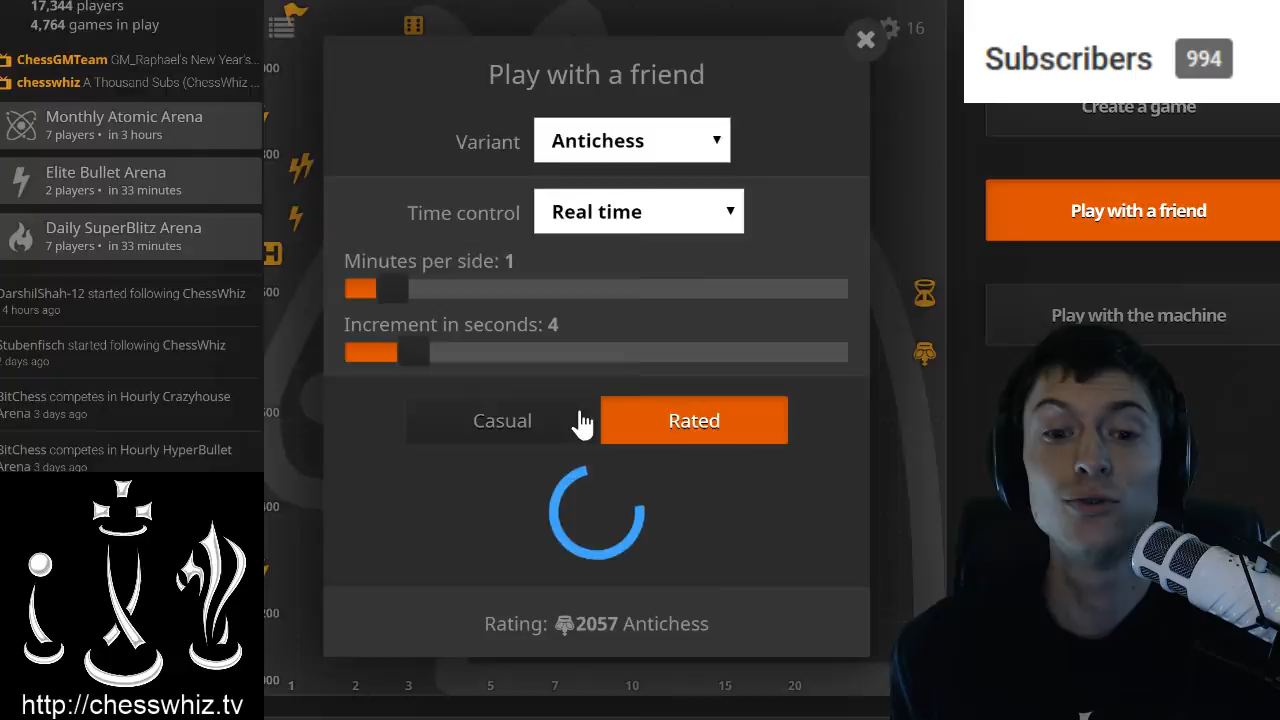 17,344 players
4,764 games in play
ChessGMTeam GM_Raphael's New Year's...
chesswhiz A Thousand Subs (ChessWhiz ...
Monthly Atomic Arena
7 players • in 3 hours
Elite Bullet Arena
2 players • in 33 minutes
Daily SuperBlitz Arena
7 players • in 33 minutes
DarshilShah-12 started following ChessWhiz
4 hours ago
Stubenfisch started following ChessWhiz
2 days ago
BitChess competes in Hourly Crazyhouse
Arena 3 days ago
BitChess competes in Hourly HyperBullet
Arena 3 days ago
http://chesswhiz.tv
Play with a friend
Variant Antichess
Time control Real time
Minutes per side: 1
Increment in seconds: 4
Casual Rated
Rating: 2057 Antichess
1 2 3 5 7 10 15 20
16
Subscribers 994
Create a game
Play with a friend
Play with the machine